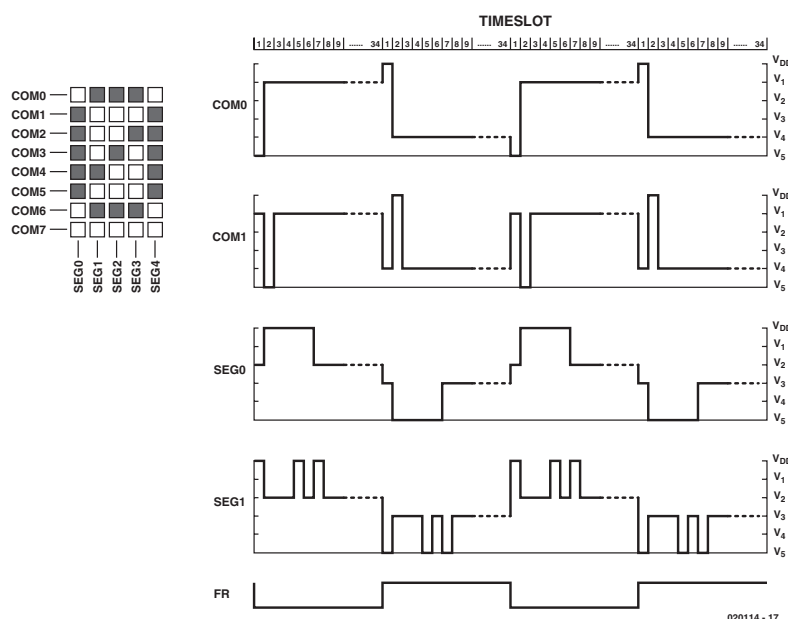 TIMESLOT
1 2 3 4 5 6 7 8 9 ...... 34 1 2 3 4 5 6 7 8 9 ...... 34 1 2 3 4 5 6 7 8 9 ...... 34 1 2 3 4 5 6 7 8 9 ...... 34
COM0
COM1
COM2
COM3
COM4
COM5
COM6
COM7
SEG0
SEG1
SEG2
SEG3
SEG4
COM0
VDD
V1
V2
V3
V4
V5
COM1
VDD
V1
V2
V3
V4
V5
SEG0
VDD
V1
V2
V3
V4
V5
SEG1
VDD
V1
V2
V3
V4
V5
FR
020114 - 17